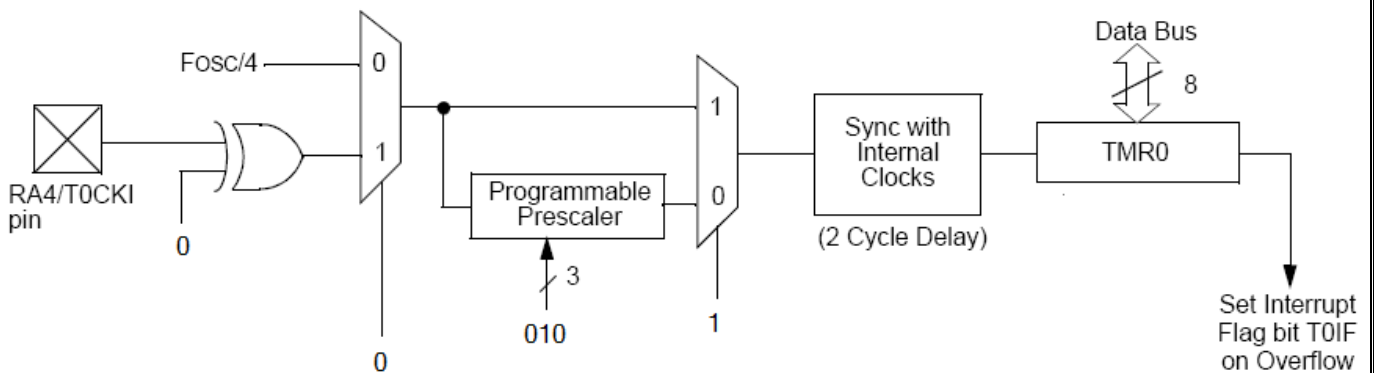 Data Bus
8
Fosc/4
0
1
RA4/T0CKI
pin
0
0
Programmable
Prescaler
3
010
1
0
1
Sync with
Internal
Clocks
(2 Cycle Delay)
TMR0
Set Interrupt
Flag bit T0IF
on Overflow